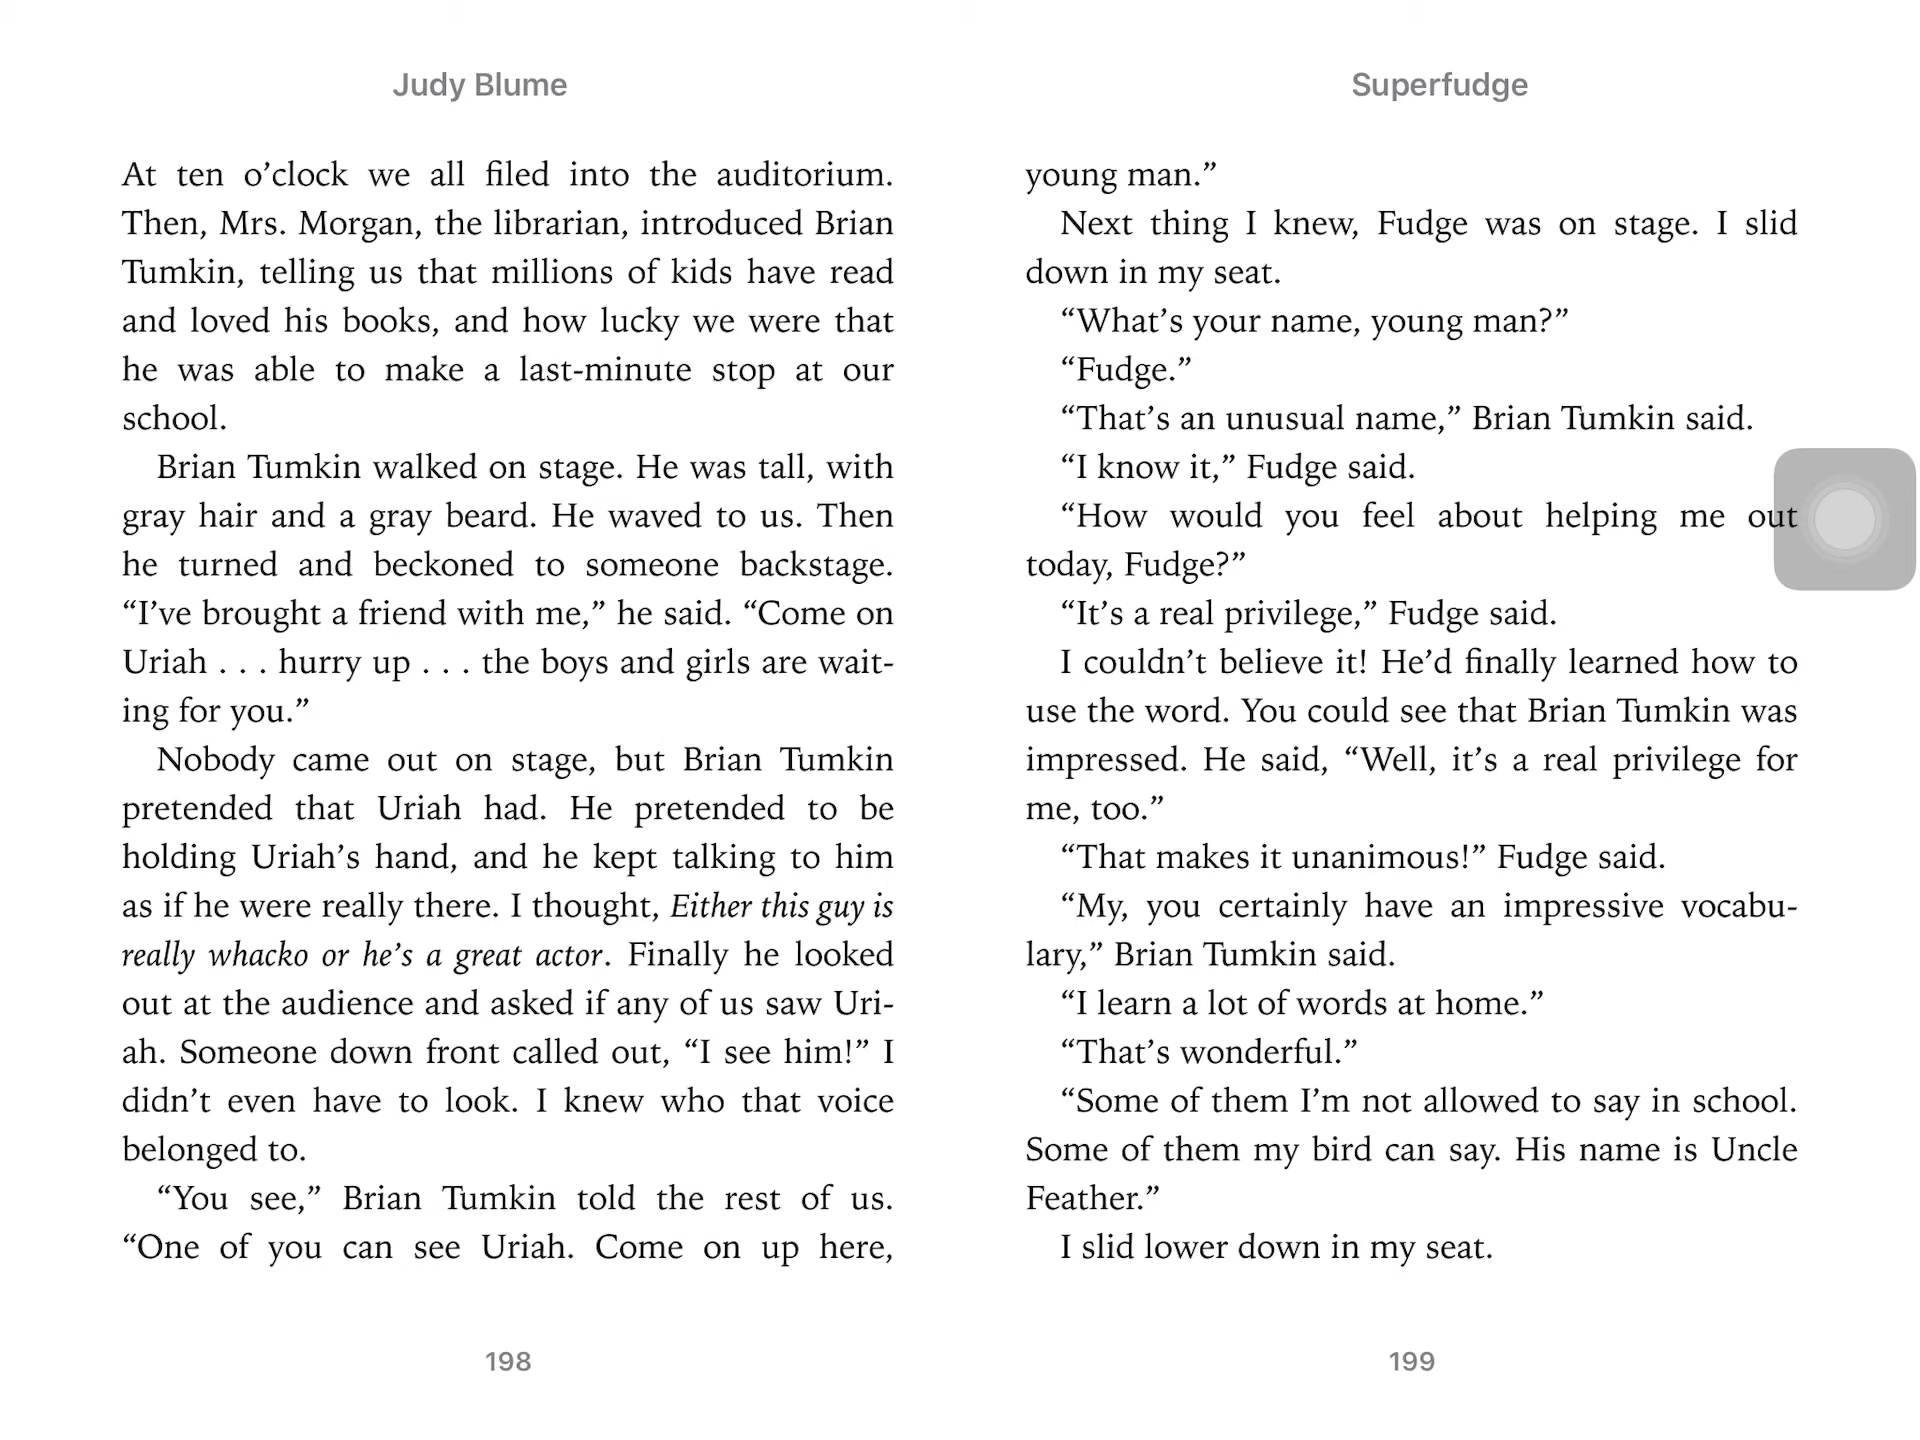 Judy Blume
At ten o’clock we all filed into the auditorium.
Then, Mrs. Morgan, the librarian, introduced Brian
Tumkin, telling us that millions of kids have read
and loved his books, and how lucky we were that
he was able to make a last-minute stop at our
school.
Brian Tumkin walked on stage. He was tall, with
gray hair and a gray beard. He waved to us. Then
he turned and beckoned to someone backstage.
“I’ve brought a friend with me,” he said. “Come on
Uriah . . . hurry up . . . the boys and girls are wait-
ing for you.”
Nobody came out on stage, but Brian Tumkin
pretended that Uriah had. He pretended to be
holding Uriah’s hand, and he kept talking to him
as if he were really there. I thought, Either this guy is
really whacko or he’s a great actor. Finally he looked
out at the audience and asked if any of us saw Uri-
ah. Someone down front called out, “I see him!” I
didn’t even have to look. I knew who that voice
belonged to.
“You see,” Brian Tumkin told the rest of us.
“One of you can see Uriah. Come on up here,
198
Superfudge
young man.”
Next thing I knew, Fudge was on stage. I slid
down in my seat.
“What’s your name, young man?”
“Fudge.”
“That’s an unusual name,” Brian Tumkin said.
“I know it,” Fudge said.
“How would you feel about helping me out
today, Fudge?”
“It’s a real privilege,” Fudge said.
I couldn’t believe it! He’d finally learned how to
use the word. You could see that Brian Tumkin was
impressed. He said, “Well, it’s a real privilege for
me, too.”
“That makes it unanimous!” Fudge said.
“My, you certainly have an impressive vocabu-
lary,” Brian Tumkin said.
“I learn a lot of words at home.”
“That’s wonderful.”
“Some of them I’m not allowed to say in school.
Some of them my bird can say. His name is Uncle
Feather.”
I slid lower down in my seat.
199